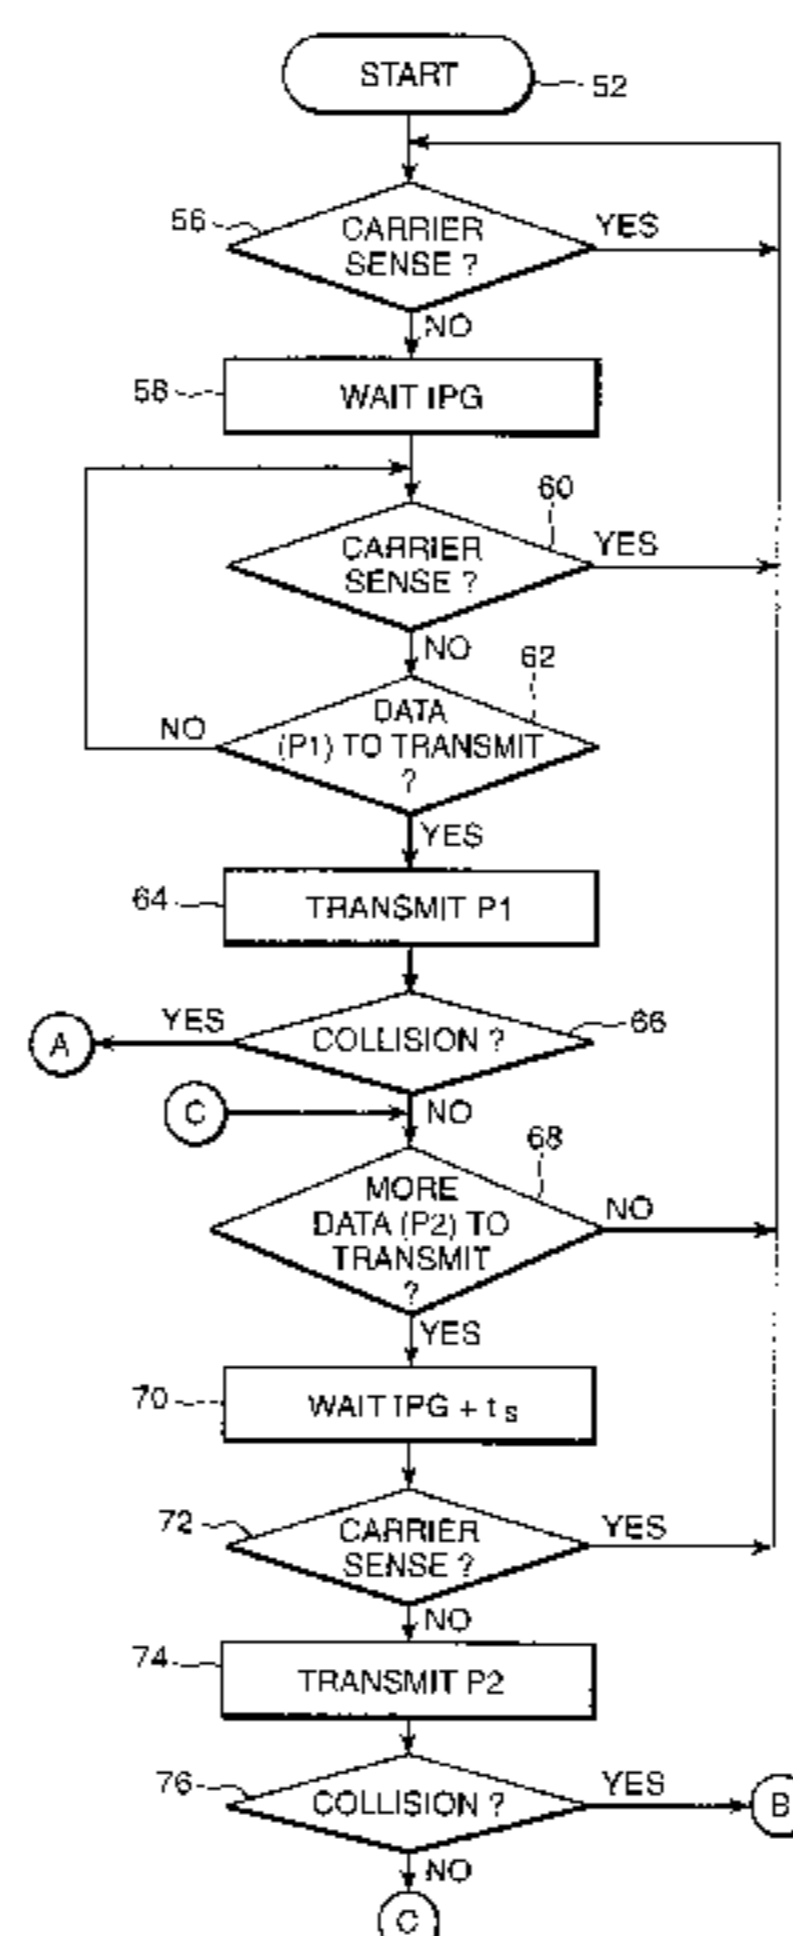 START
52
56
CARRIER
SENSE ?
YES
NO
58
WAIT IPG
60
CARRIER
SENSE ?
YES
NO
62
DATA
(P1) TO TRANSMIT
?
NO
YES
64
TRANSMIT P1
A
YES
COLLISION ?
66
C
NO
68
MORE
DATA (P2) TO
TRANSMIT
?
NO
YES
70
WAIT IPG + t s
72
CARRIER
SENSE ?
YES
NO
74
TRANSMIT P2
76
COLLISION ?
YES
B
NO
C